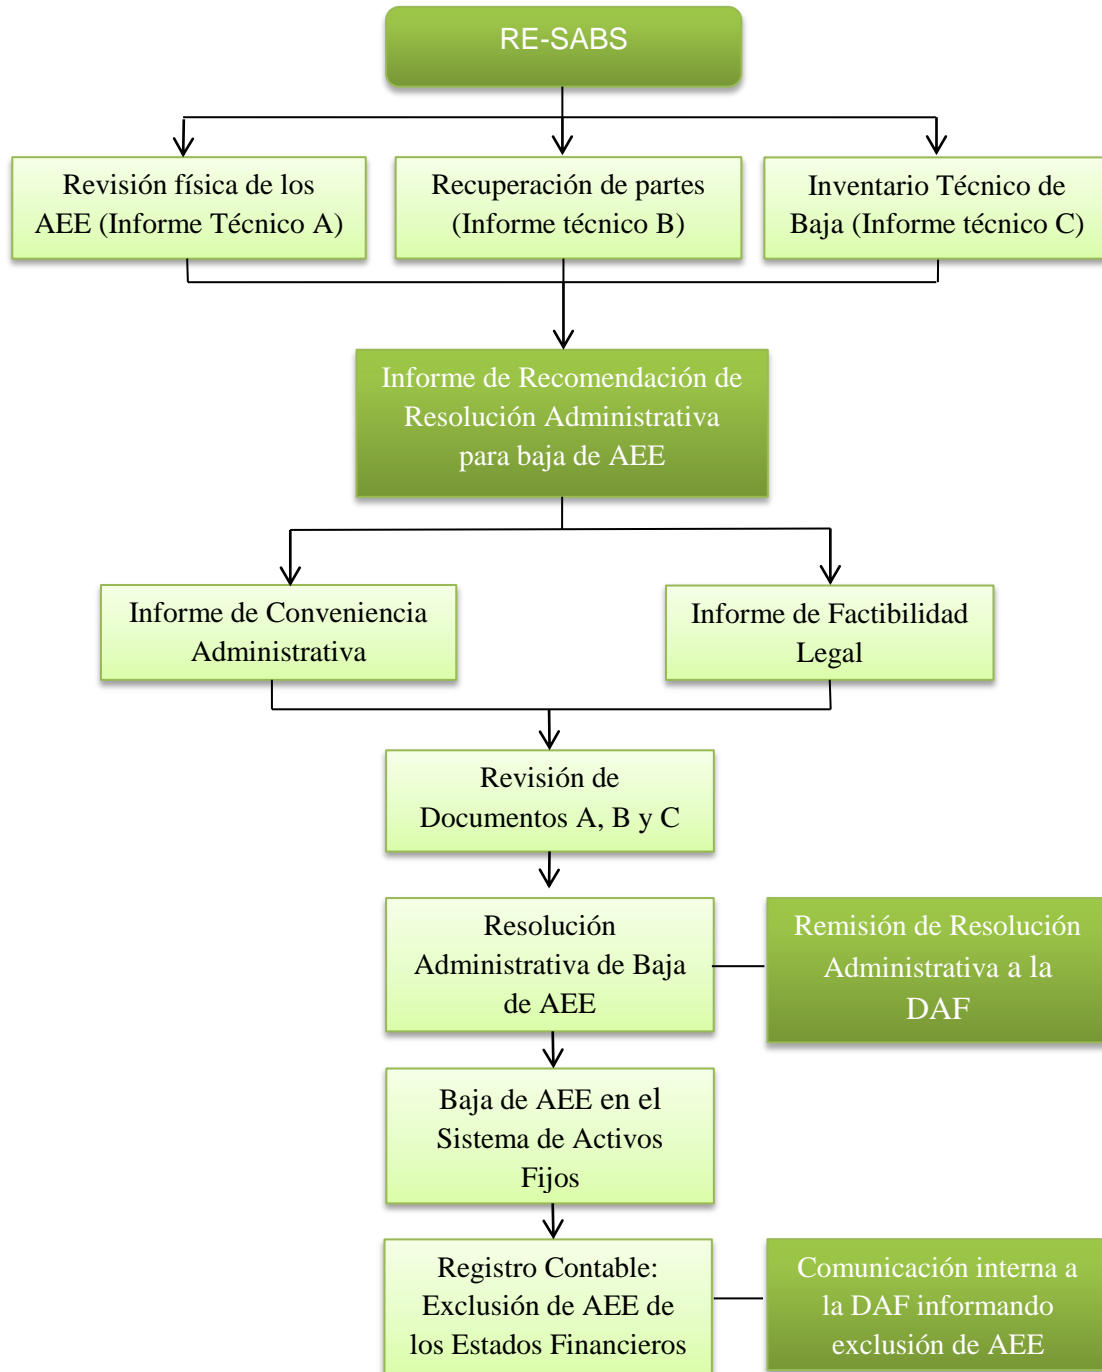 RE-SABS
Revisión física de los
AEE (Informe Técnico A)
Recuperación de partes
(Informe técnico B)
Inventario Técnico de
Baja (Informe técnico C)
Informe de Recomendación de
Resolución Administrativa
para baja de AEE
Informe de Conveniencia
Administrativa
Informe de Factibilidad
Legal
Revisión de
Documentos A, B y C
Resolución
Administrativa de Baja
de AEE
Remisión de Resolución
Administrativa a la
DAF
Baja de AEE en el
Sistema de Activos
Fijos
Registro Contable:
Exclusión de AEE de
los Estados Financieros
Comunicación interna a
la DAF informando
exclusión de AEE